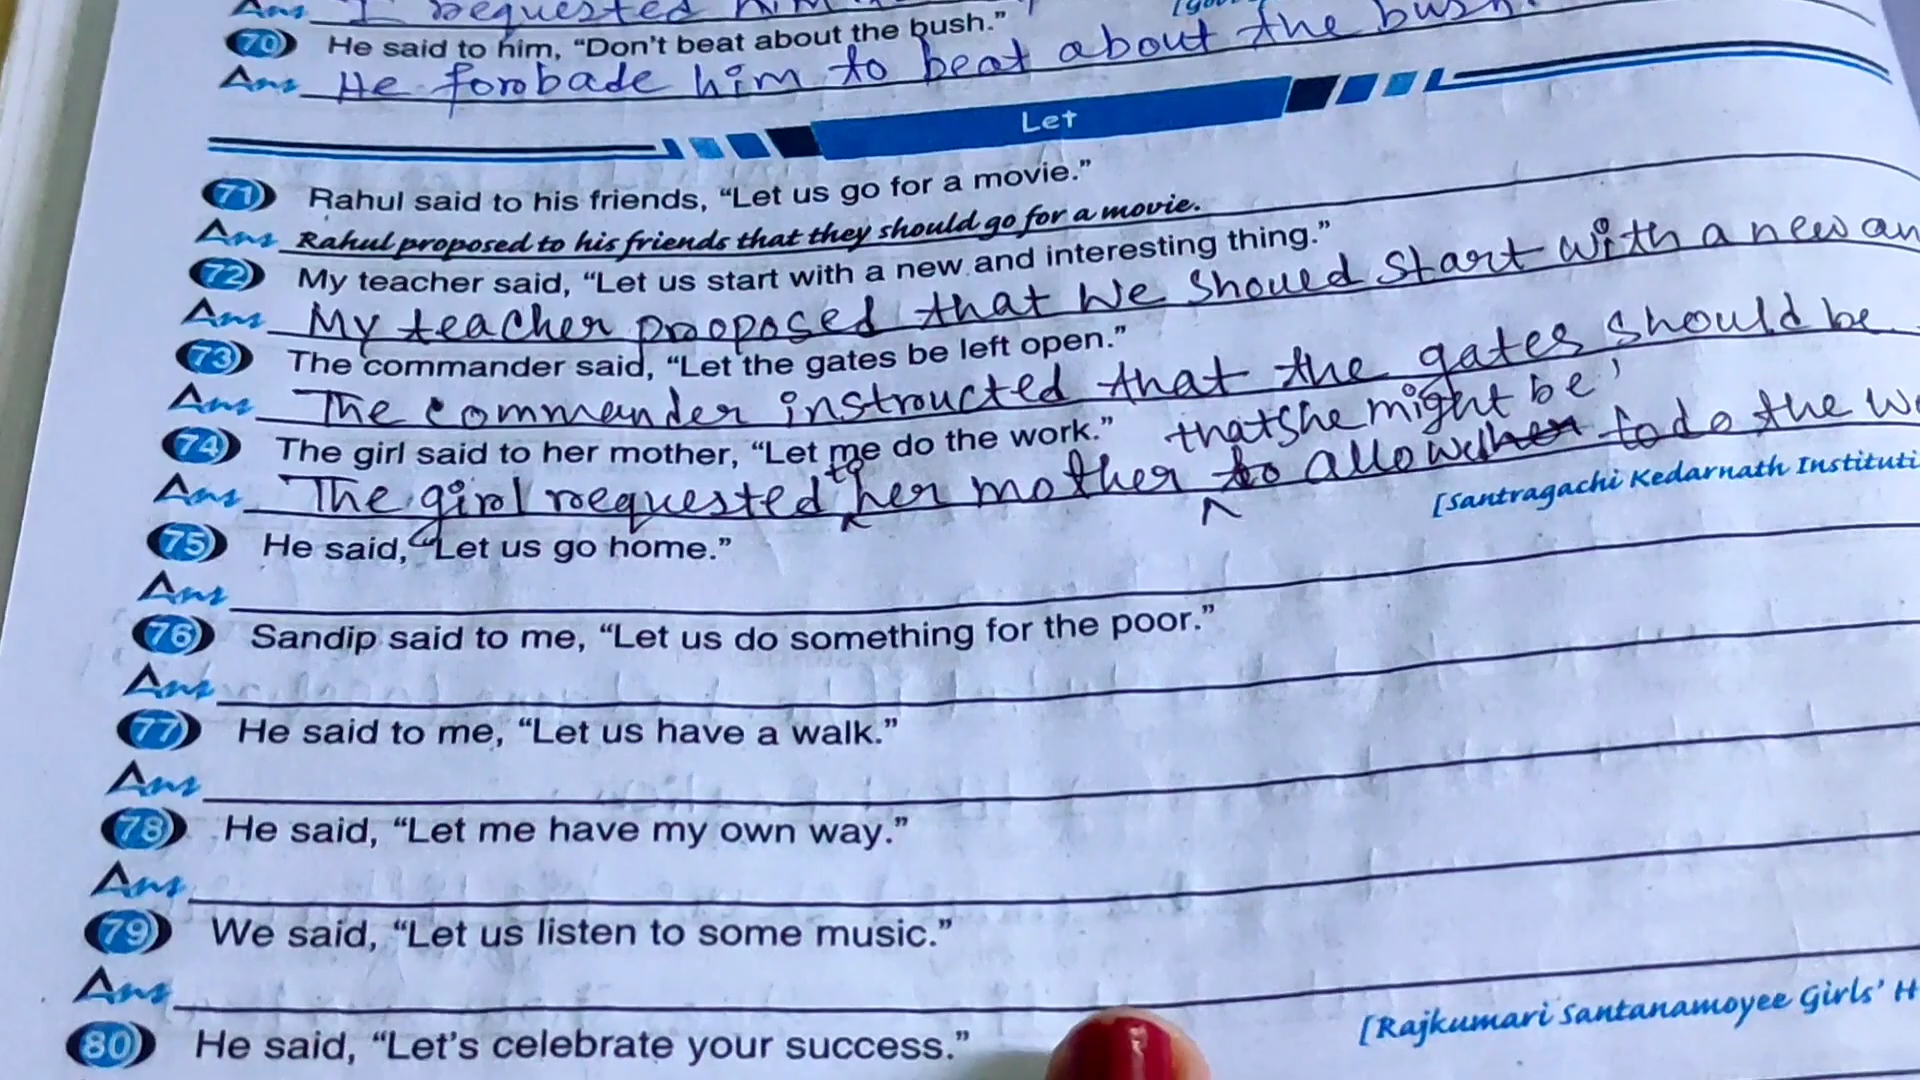 Ans I requested him
70 He said to him, “Don't beat about the bush.”
Ans He forobade him to beat about the bush.
Let
71 Rahul said to his friends, “Let us go for a movie.”
Ans Rahul proposed to his friends that they should go for a movie.
72 My teacher said, “Let us start with a new and interesting thing.”
Ans My teacher proposed that we should start with a new an
73 The commander said, “Let the gates be left open.”
Ans The commander instructed that the gates should be
74 The girl said to her mother, “Let me do the work.” that she might be
Ans The girl requested to her mother to allowed her to do the wo
[Santragachi Kedarnath Instituti
75 He said, “Let us go home.”
Ans
76 Sandip said to me, “Let us do something for the poor.”
Ans
77 He said to me, “Let us have a walk.”
Ans
78 He said, “Let me have my own way.”
Ans
79 We said, “Let us listen to some music.”
Ans
[Rajkumari Santanamoyee Girls' H
80 He said, “Let's celebrate your success.”